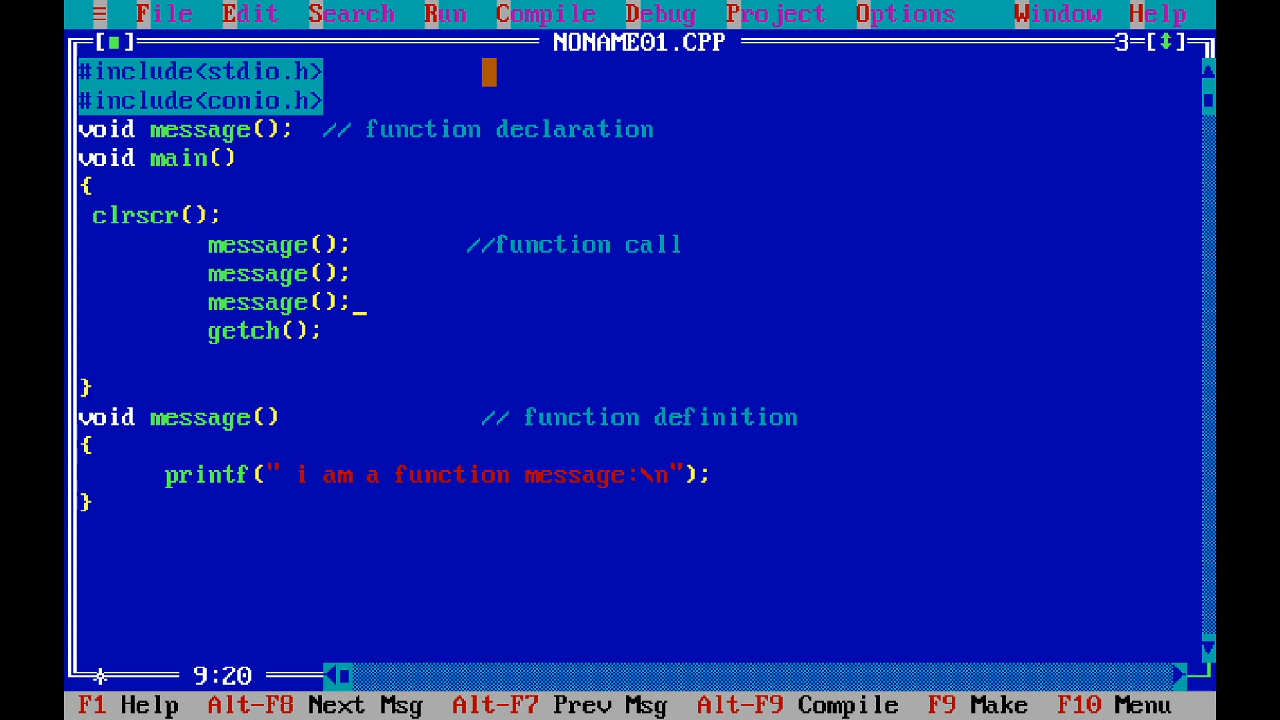 ≡ File Edit Search Run Compile Debug Project Options Window Help
[■] NONAME01.CPP 3=[↕]
#include<stdio.h>
#include<conio.h>
void message(); // function declaration
void main()
{
clrscr();
message(); //function call
message();
message();_
getch();
}
void message() // function definition
{
printf(" i am a function message:\n");
}
9:20
F1 Help Alt-F8 Next Msg Alt-F7 Prev Msg Alt-F9 Compile F9 Make F10 Menu